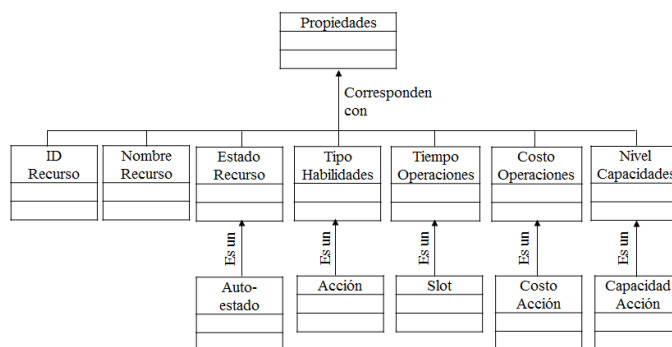 Propiedades
Corresponden
con
ID
Recurso
Nombre
Recurso
Estado
Recurso
Tipo
Habilidades
Tiempo
Operaciones
Costo
Operaciones
Nivel
Capacidades
Es un
Es un
Es un
Es un
Es un
Auto-
estado
Acción
Slot
Costo
Acción
Capacidad
Acción